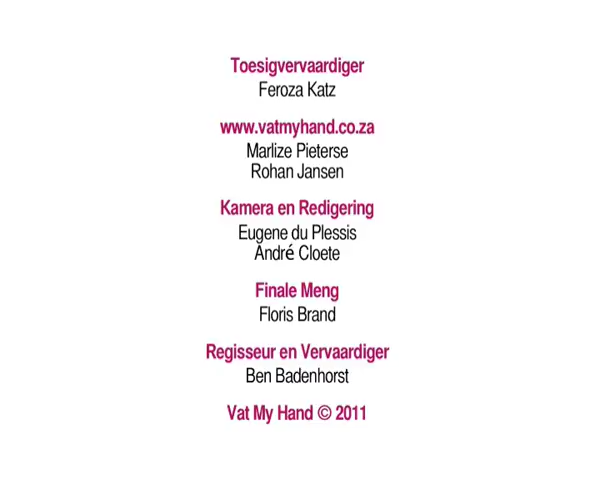 Toesigvervaardiger
Feroza Katz
www.vatmyhand.co.za
Marlize Pieterse
Rohan Jansen
Kamera en Redigering
Eugene du Plessis
André Cloete
Finale Meng
Floris Brand
Regisseur en Vervaardiger
Ben Badenhorst
Vat My Hand © 2011